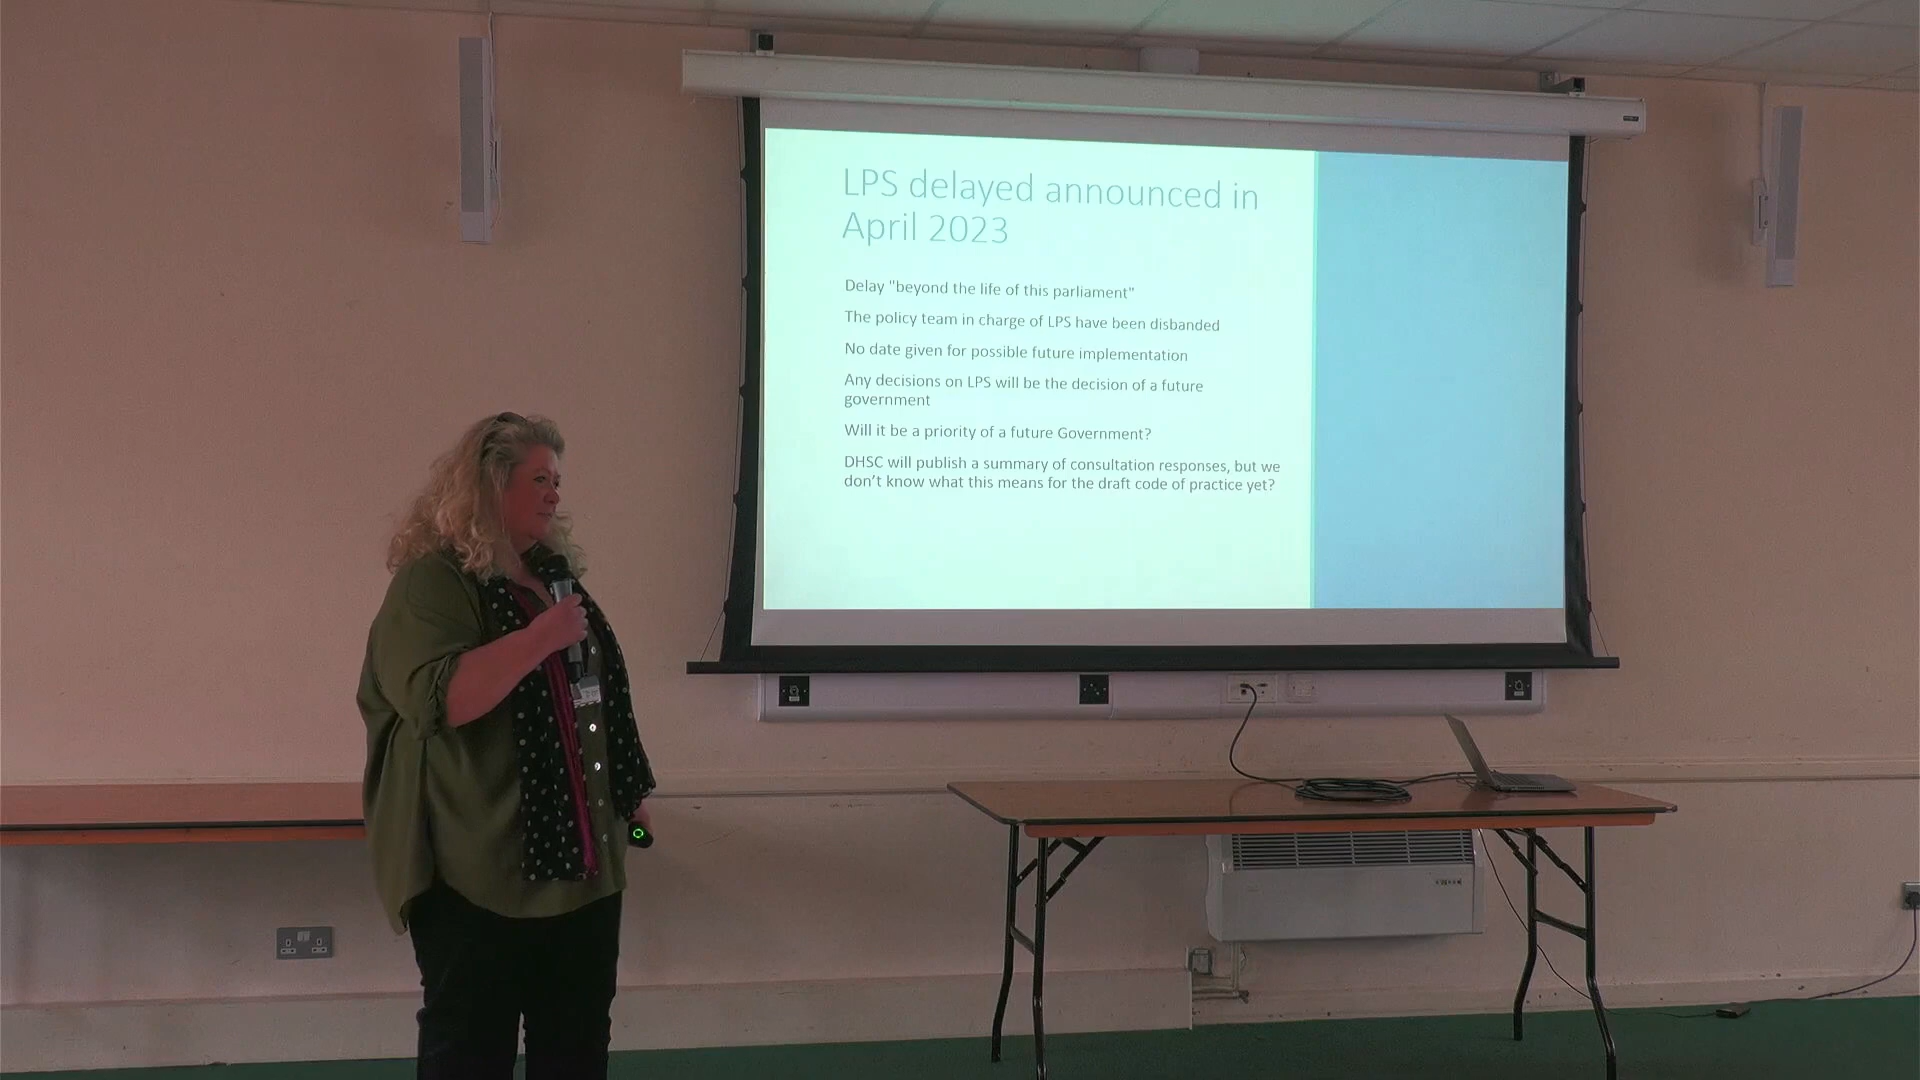 LPS delayed announced in
April 2023
Delay "beyond the life of this parliament"
The policy team in charge of LPS have been disbanded
No date given for possible future implementation
Any decisions on LPS will be the decision of a future
government
Will it be a priority of a future Government?
DHSC will publish a summary of consultation responses, but we
don't know what this means for the draft code of practice yet?